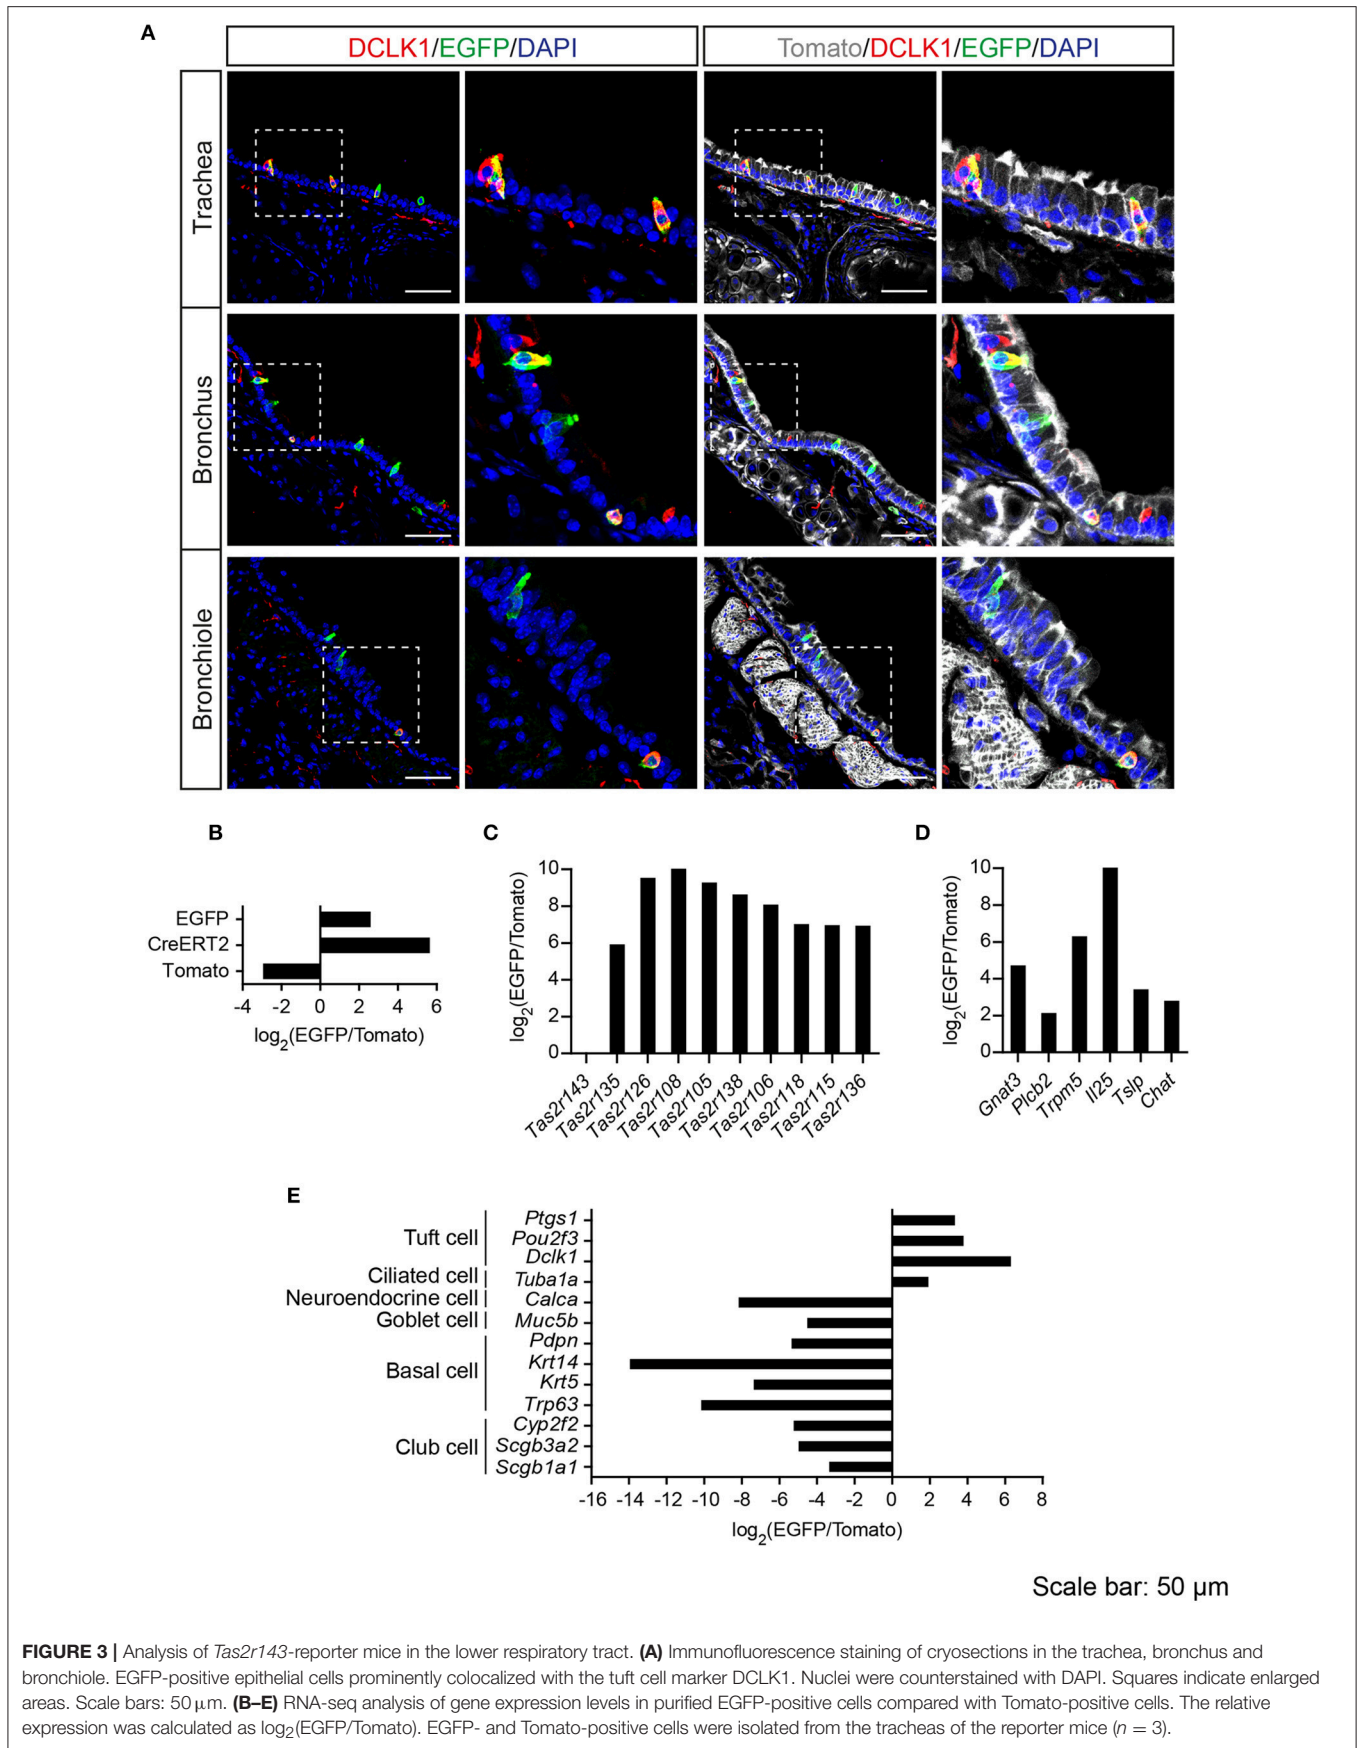 A
DCLK1/EGFP/DAPI
Tomato/DCLK1/EGFP/DAPI
Trachea
Bronchus
Bronchiole
B
EGFP
CreERT2
Tomato
-4 -2 0 2 4 6
log2(EGFP/Tomato)
C
log2(EGFP/Tomato)
10
8
6
4
2
0
Tas2r143
Tas2r135
Tas2r126
Tas2r108
Tas2r105
Tas2r138
Tas2r106
Tas2r118
Tas2r115
Tas2r136
D
log2(EGFP/Tomato)
10
8
6
4
2
0
Gnat3
Plcb2
Trpm5
Il25
Tslp
Chat
E
Tuft cell
Ptgs1
Pou2f3
Dclk1
Ciliated cell
Tuba1a
Neuroendocrine cell
Calca
Goblet cell
Muc5b
Basal cell
Pdpn
Krt14
Krt5
Trp63
Club cell
Cyp2f2
Scgb3a2
Scgb1a1
-16 -14 -12 -10 -8 -6 -4 -2 0 2 4 6 8
log2(EGFP/Tomato)
Scale bar: 50 µm
FIGURE 3 | Analysis of Tas2r143-reporter mice in the lower respiratory tract. (A) Immunofluorescence staining of cryosections in the trachea, bronchus and
bronchiole. EGFP-positive epithelial cells prominently colocalized with the tuft cell marker DCLK1. Nuclei were counterstained with DAPI. Squares indicate enlarged
areas. Scale bars: 50 µm. (B–E) RNA-seq analysis of gene expression levels in purified EGFP-positive cells compared with Tomato-positive cells. The relative
expression was calculated as log2(EGFP/Tomato). EGFP- and Tomato-positive cells were isolated from the tracheas of the reporter mice (n = 3).